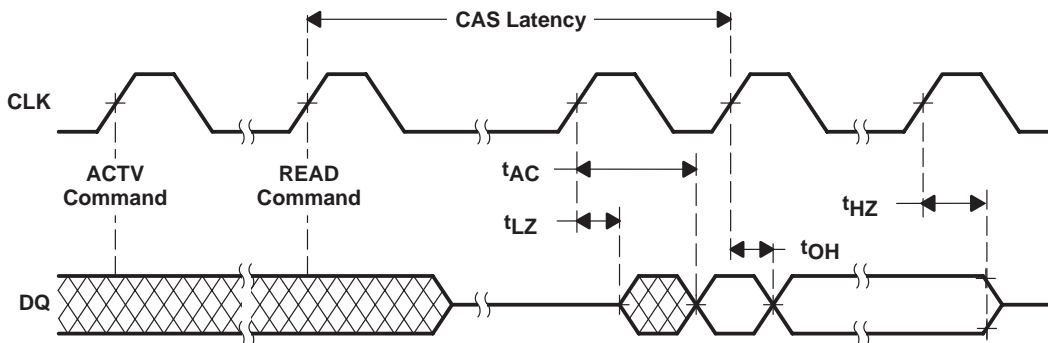 CAS Latency
CLK
ACTV
Command
READ
Command
tAC
tLZ
tHZ
tOH
DQ